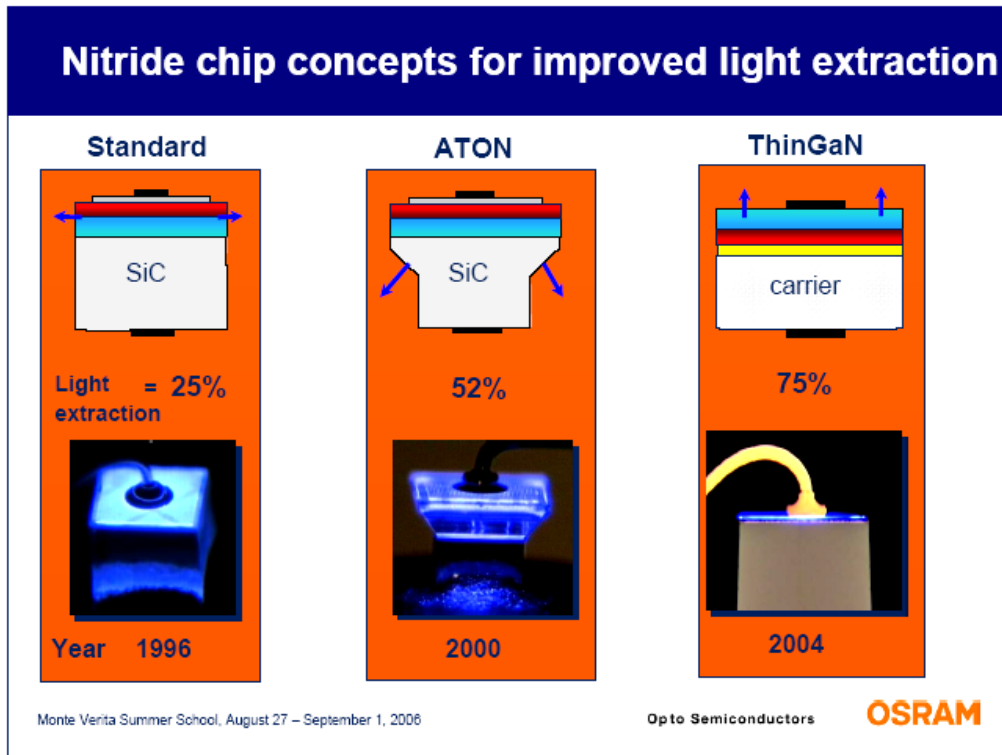 Nitride chip concepts for improved light extraction
Standard
ATON
ThinGaN
SiC
SiC
carrier
Light = 25%
extraction
52%
75%
Year 1996
2000
2004
Monte Verita Summer School, August 27 – September 1, 2006
Opto Semiconductors
OSRAM